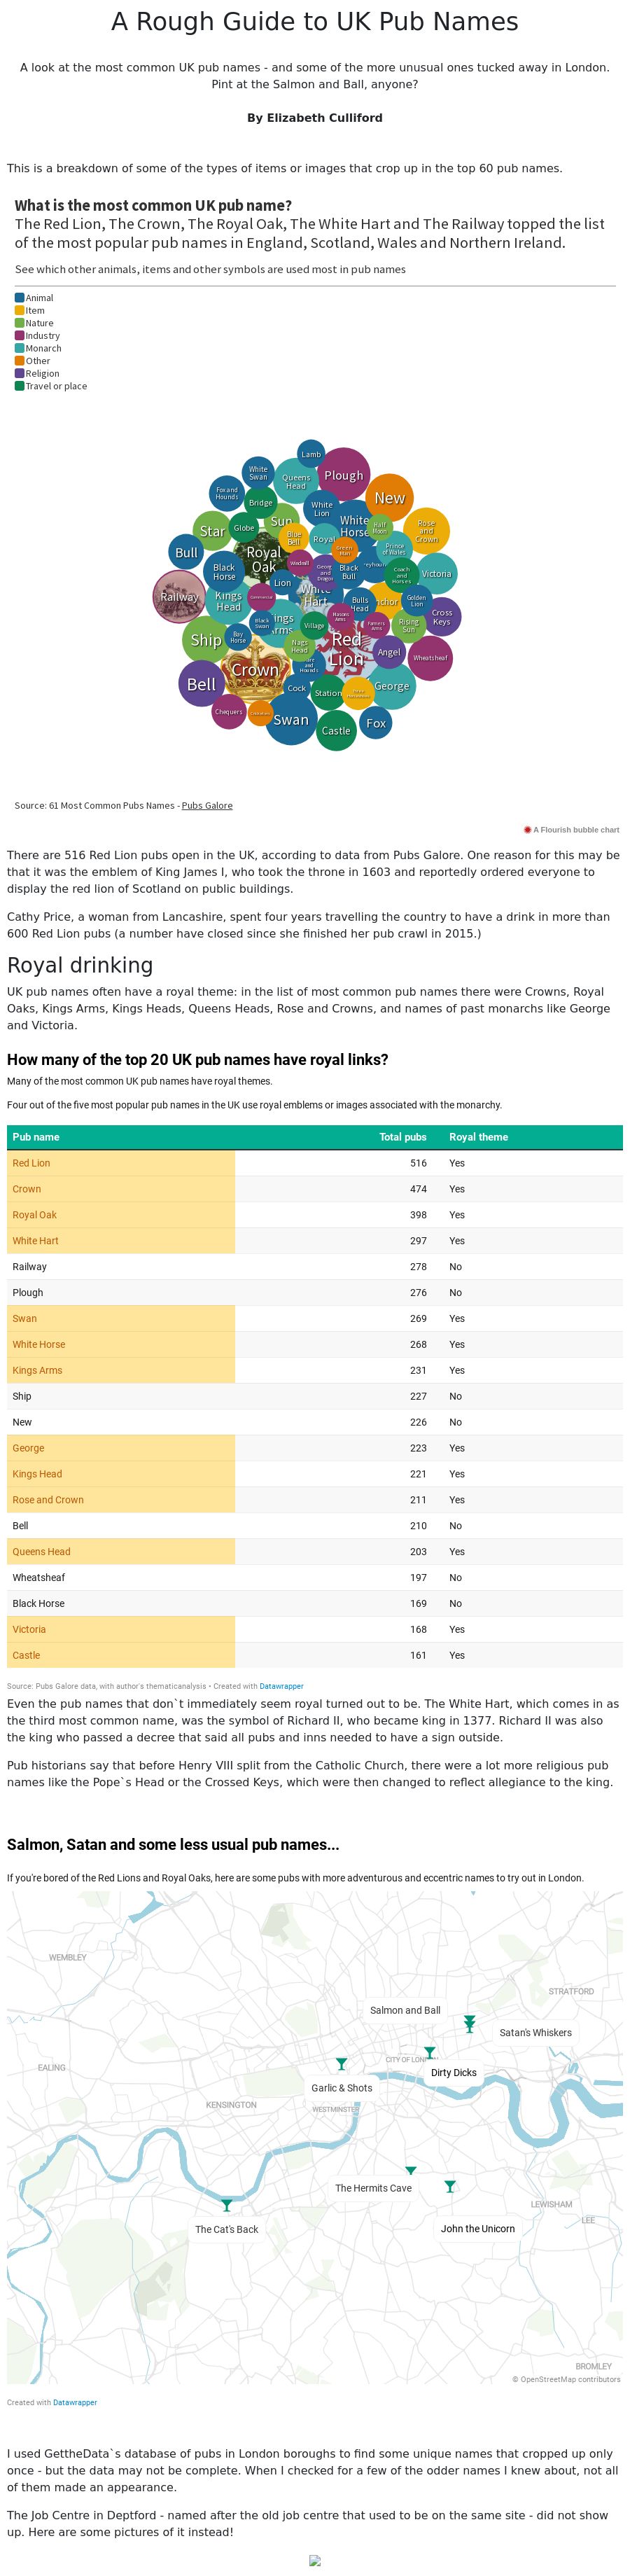 A Rough Guide to UK Pub Names
A look at the most common UK pub names - and some of the more unusual ones tucked away in London.
Pint at the Salmon and Ball, anyone?
By Elizabeth Culliford
This is a breakdown of some of the types of items or images that crop up in the top 60 pub names.
What is the most common UK pub name?
The Red Lion, The Crown, The Royal Oak, The White Hart and The Railway topped the list
of the most popular pub names in England, Scotland, Wales and Northern Ireland.
See which other animals, items and other symbols are used most in pub names
Animal
Item
Nature
Industry
Monarch
Other
Religion
Travel or place
Lamb
White
Swan
Queens
Head
Plough
Fox and
Hounds
Bridge
White
Lion
New
Star
Globe
Sun
Blue
Bell
Royal
White
Horse
Half
Moon
Rose
and
Crown
Bull
Royal
Oak
Green
Man
Prince
of Wales
Black
Horse
Lion
Black
Bull
Coach
and
Horses
Victoria
Railway
Kings
Head
White
Hart
Bulls
Head
Golden
Lion
Cross
Keys
Ship
Bay
Horse
Black
Swan
Village
Masons
Arms
Farmers
Arms
Rising
Sun
Nags
Head
Red
Lion
Angel
Wheatsheaf
Bell
Crown
Cock
Station
George
Chequers
Swan
Castle
Fox
Source: 61 Most Common Pubs Names - Pubs Galore
A Flourish bubble chart
There are 516 Red Lion pubs open in the UK, according to data from Pubs Galore. One reason for this may be
that it was the emblem of King James I, who took the throne in 1603 and reportedly ordered everyone to
display the red lion of Scotland on public buildings.
Cathy Price, a woman from Lancashire, spent four years travelling the country to have a drink in more than
600 Red Lion pubs (a number have closed since she finished her pub crawl in 2015.)
Royal drinking
UK pub names often have a royal theme: in the list of most common pub names there were Crowns, Royal
Oaks, Kings Arms, Kings Heads, Queens Heads, Rose and Crowns, and names of past monarchs like George
and Victoria.
How many of the top 20 UK pub names have royal links?
Many of the most common UK pub names have royal themes.
Four out of the five most popular pub names in the UK use royal emblems or images associated with the monarchy.
Pub name Total pubs Royal theme
Red Lion 516 Yes
Crown 474 Yes
Royal Oak 398 Yes
White Hart 297 Yes
Railway 278 No
Plough 276 No
Swan 269 Yes
White Horse 268 Yes
Kings Arms 231 Yes
Ship 227 No
New 226 No
George 223 Yes
Kings Head 221 Yes
Rose and Crown 211 Yes
Bell 210 No
Queens Head 203 Yes
Wheatsheaf 197 No
Black Horse 169 No
Victoria 168 Yes
Castle 161 Yes
Source: Pubs Galore data, with author's thematicanalysis • Created with Datawrapper
Even the pub names that don`t immediately seem royal turned out to be. The White Hart, which comes in as
the third most common name, was the symbol of Richard II, who became king in 1377. Richard II was also
the king who passed a decree that said all pubs and inns needed to have a sign outside.
Pub historians say that before Henry VIII split from the Catholic Church, there were a lot more religious pub
names like the Pope`s Head or the Crossed Keys, which were then changed to reflect allegiance to the king.
Salmon, Satan and some less usual pub names...
If you're bored of the Red Lions and Royal Oaks, here are some pubs with more adventurous and eccentric names to try out in London.
WEMBLEY
STRATFORD
Salmon and Ball
Satan's Whiskers
CITY OF LONDON
EALING
Dirty Dicks
Garlic & Shots
KENSINGTON
WESTMINSTER
The Hermits Cave
LEWISHAM
LEE
The Cat's Back
John the Unicorn
BROMLEY
© OpenStreetMap contributors
Created with Datawrapper
I used GettheData`s database of pubs in London boroughs to find some unique names that cropped up only
once - but the data may not be complete. When I checked for a few of the odder names I knew about, not all
of them made an appearance.
The Job Centre in Deptford - named after the old job centre that used to be on the same site - did not show
up. Here are some pictures of it instead!